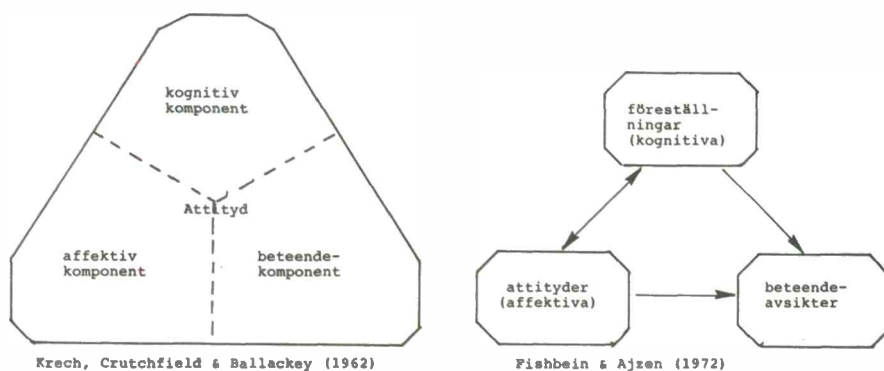 kognitiv
komponent
Attityd
affektiv
komponent
beteende-
komponent
Krech, Crutchfield & Ballackey (1962)
föreställ-
ningar
(kognitiva)
attityder
(affektiva)
beteende-
avsikter
Fishbein & Ajzen (1972)